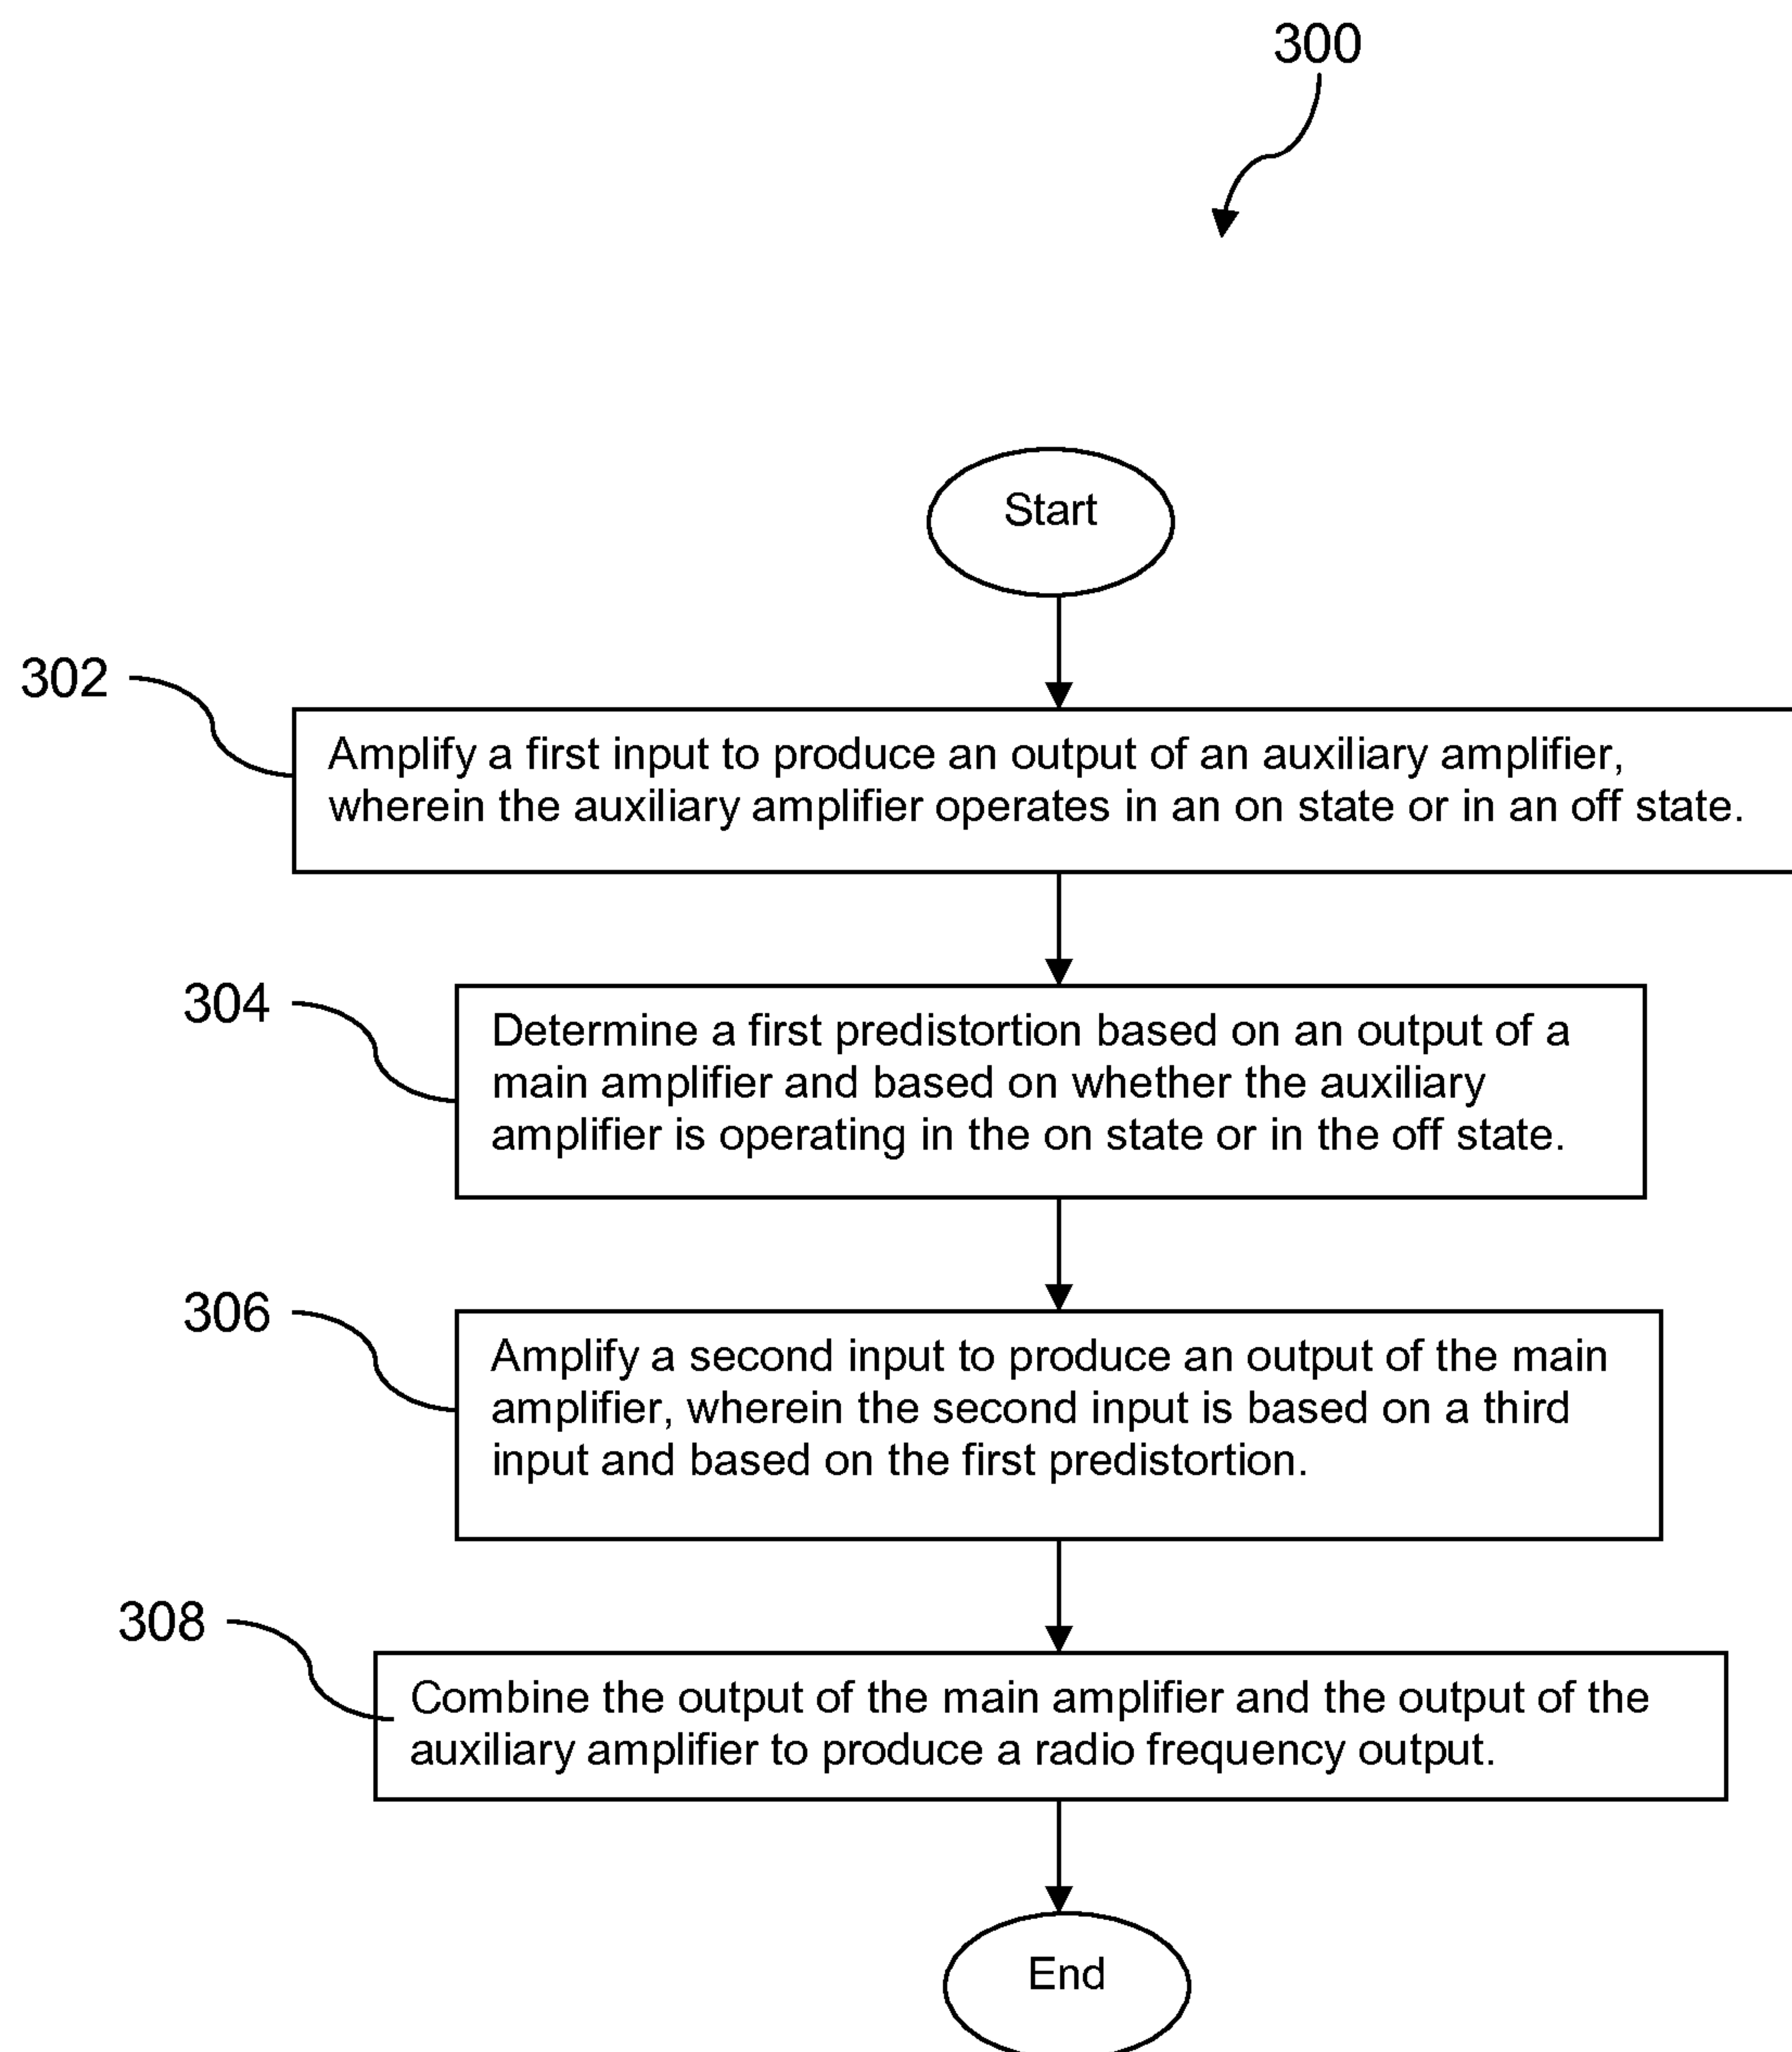 300
Start
302
Amplify a first input to produce an output of an auxiliary amplifier,
wherein the auxiliary amplifier operates in an on state or in an off state.
304
Determine a first predistortion based on an output of a
main amplifier and based on whether the auxiliary
amplifier is operating in the on state or in the off state.
306
Amplify a second input to produce an output of the main
amplifier, wherein the second input is based on a third
input and based on the first predistortion.
308
Combine the output of the main amplifier and the output of the
auxiliary amplifier to produce a radio frequency output.
End